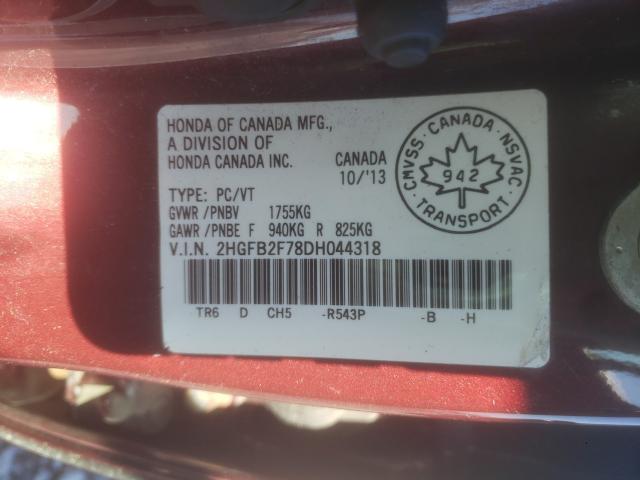 HONDA OF CANADA MFG.,
A DIVISION OF
HONDA CANADA INC. CANADA
10/'13
TYPE: PC/VT
GVWR/PNBV 1755KG
GAWR/PNBE F 940KG R 825KG
V.I.N. 2HGFB2F78DH044318
TR6 D CH5 -R543P -B -H
CMVSS · CANADA · NSVAC
942
TRANSPORT